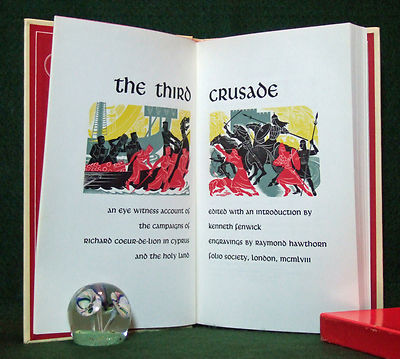 the third crusade
an eye witness account of
the campaigns of
Richard Coeur-de-Lion in Cyprus
and the Holy Land
edited with an introduction by
Kenneth Fenwick
engravings by Raymond Hawthorn
Folio Society, London, MCMLVIII